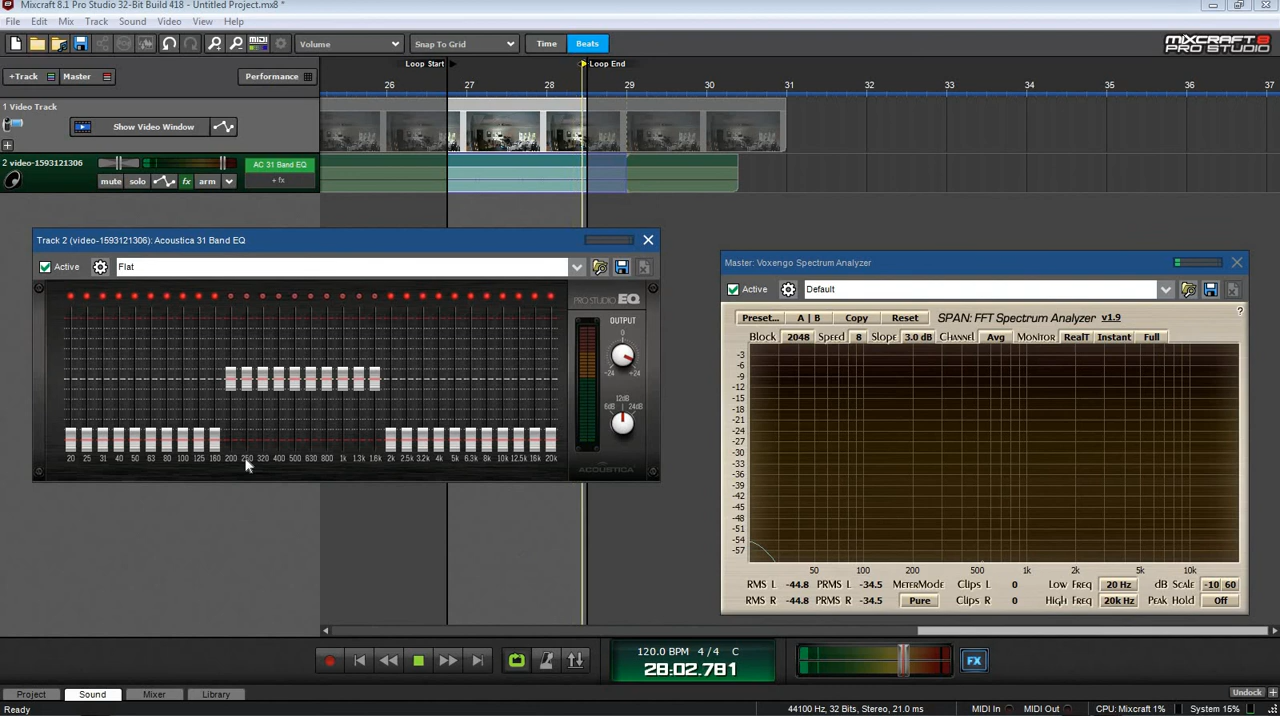 Mixcraft 8.1 Pro Studio 32-Bit Build 418 - Untitled Project.mx8 *
File Edit Mix Track Sound Video View Help
Volume Snap To Grid Time Beats MIXCRAFT 8 PRO STUDIO
Loop Start Loop End
+Track Master Performance
26 27 28 29 30 31 32 33 34 35 36 37
1 Video Track
Show Video Window
2 video-1593121306 AC 31 Band EQ
mute solo fx arm + fx
Track 2 (video-1593121306): Acoustica 31 Band EQ
Active Flat
PRO STUDIO EQ
OUTPUT
0
-24 +24
12dB
6dB 24dB
20 25 31 40 50 63 80 100 125 160 200 250 320 400 500 630 800 1k 1.3k 1.6k 2k 2.5k 3.2k 4k 5k 6.3k 8k 10k 12.5k 16k 20k
ACOUSTICA
Master: Voxengo Spectrum Analyzer
Active Default
Preset... A | B Copy Reset SPAN: FFT Spectrum Analyzer v1.9 ?
Block 2048 Speed 8 Slope 3.0 dB Channel Avg Monitor RealT Instant Full
-3
-6
-9
-12
-15
-18
-21
-24
-27
-30
-33
-36
-39
-42
-45
-48
-51
-54
-57
50 100 200 500 1k 2k 5k 10k
RMS L -44.8 PRMS L -34.5 MeterMode Clips L 0 Low Freq 20 Hz dB Scale -10 60
RMS R -44.8 PRMS R -34.5 Pure Clips R 0 High Freq 20k Hz Peak Hold Off
120.0 BPM 4 / 4 C
28:02.781
FX
Project Sound Mixer Library Undock
Ready 44100 Hz, 32 Bits, Stereo, 21.0 ms MIDI In MIDI Out CPU: Mixcraft 1% System 15%